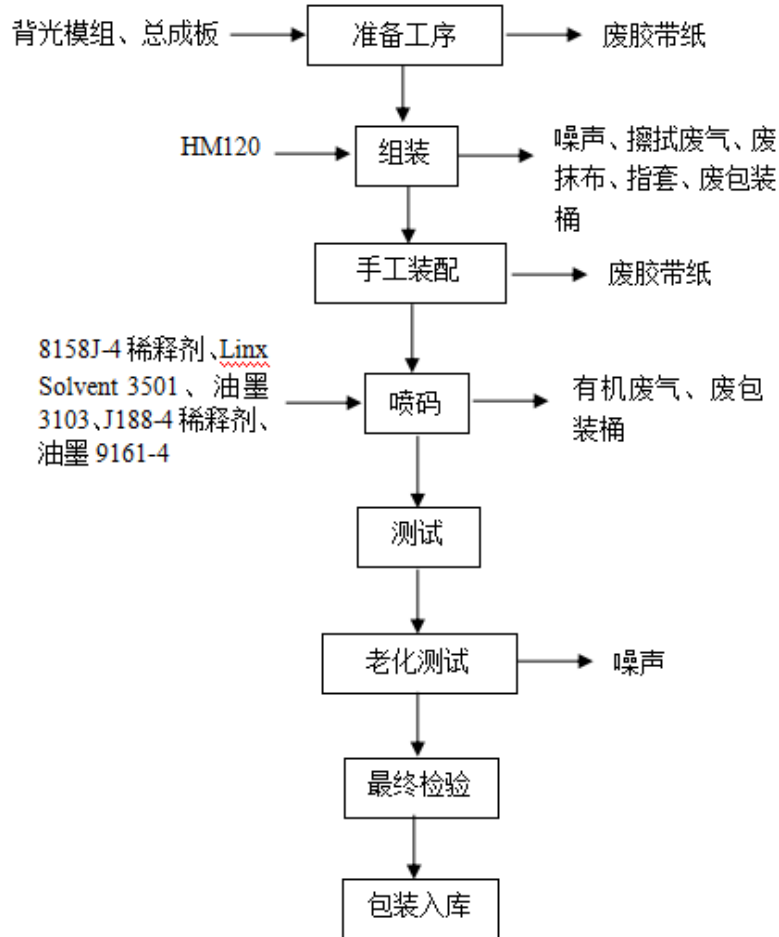 背光模组、总成板
准备工序
废胶带纸
HM120
组装
噪声、擦拭废气、废
抹布、指套、废包装
桶
手工装配
废胶带纸
8158J-4 稀释剂、Linx
Solvent 3501 、油墨
3103、J188-4 稀释剂、
油墨 9161-4
喷码
有机废气、废包
装桶
测试
老化测试
噪声
最终检验
包装入库